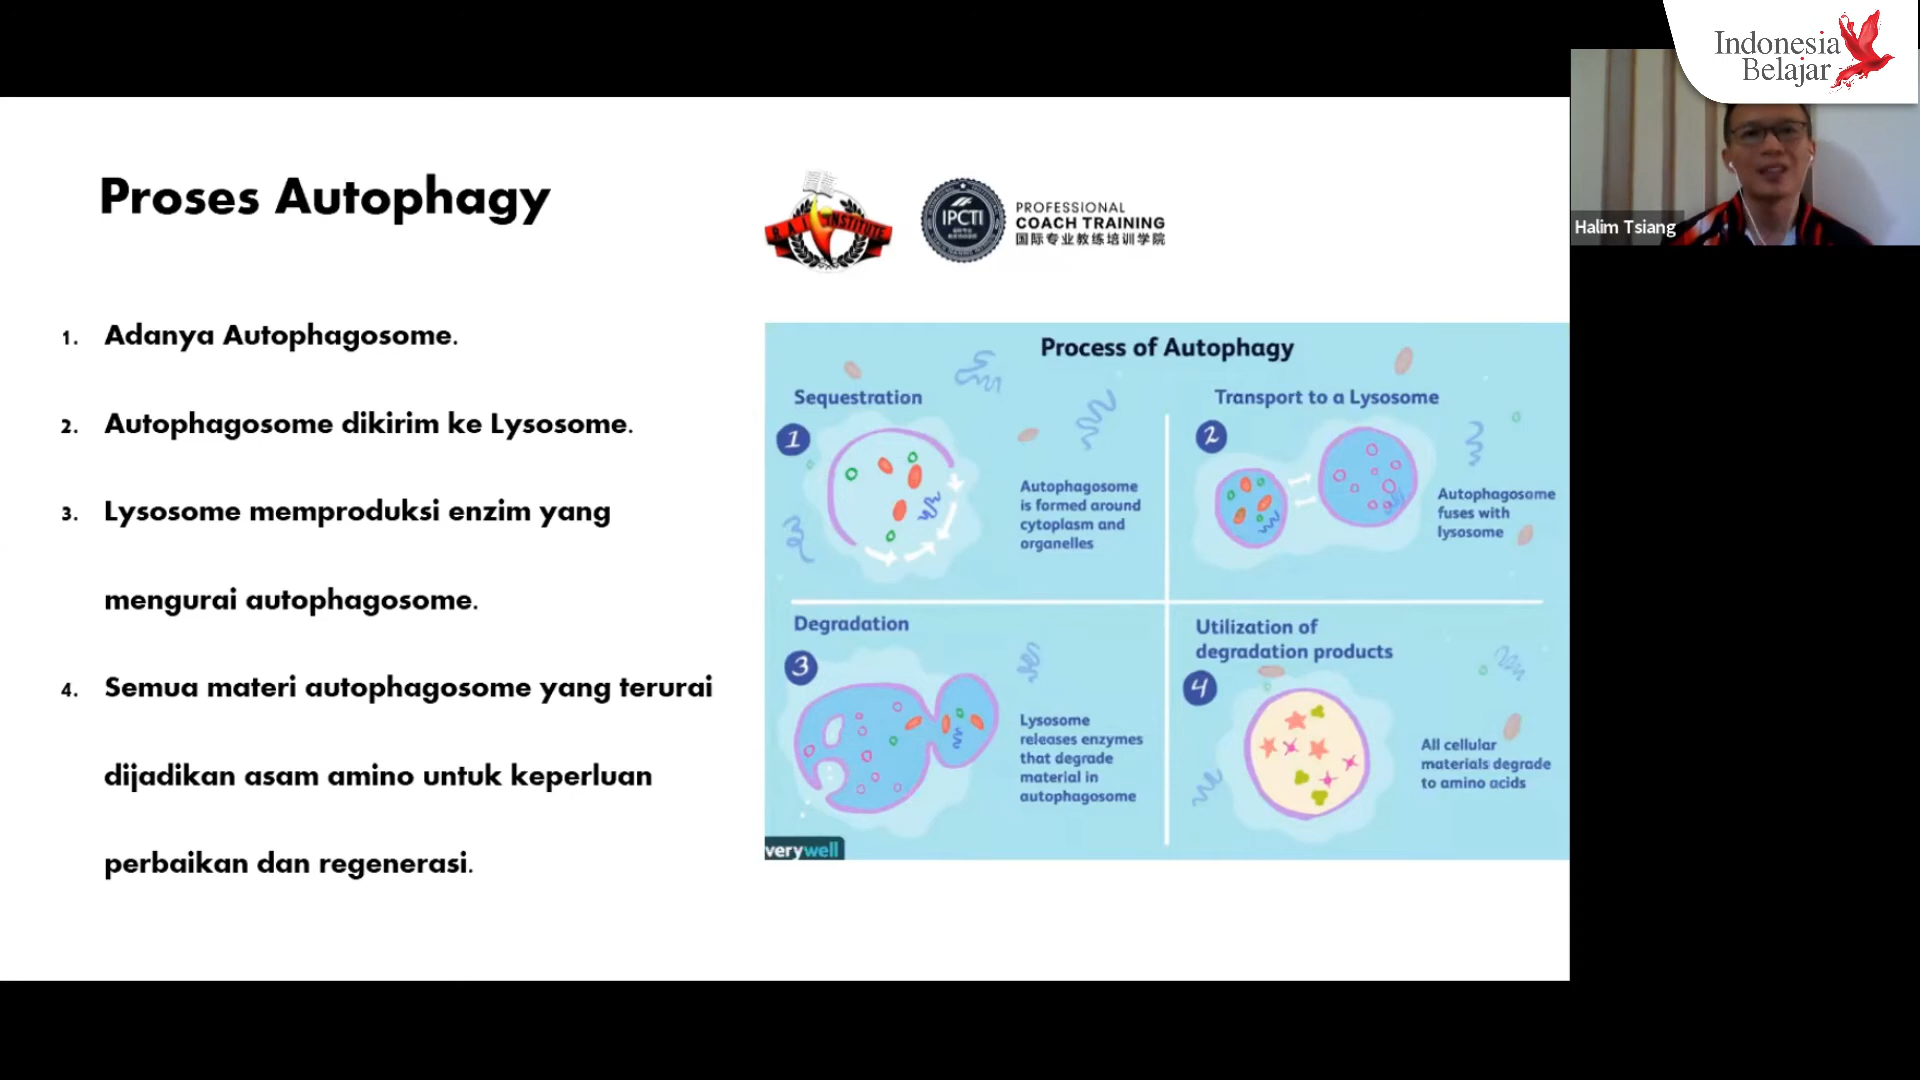 Indonesia
Belajar
Halim Tsiang
Proses Autophagy
RAI INSTITUTE
IPCTI
PROFESSIONAL
COACH TRAINING
国际专业教练培训学院
1. Adanya Autophagosome.
2. Autophagosome dikirim ke Lysosome.
3. Lysosome memproduksi enzim yang
mengurai autophagosome.
4. Semua materi autophagosome yang terurai
dijadikan asam amino untuk keperluan
perbaikan dan regenerasi.
Process of Autophagy
Sequestration
1
Autophagosome
is formed around
cytoplasm and
organelles
Transport to a Lysosome
2
Autophagosome
fuses with
lysosome
Degradation
3
Lysosome
releases enzymes
that degrade
material in
autophagosome
Utilization of
degradation products
4
All cellular
materials degrade
to amino acids
verywell